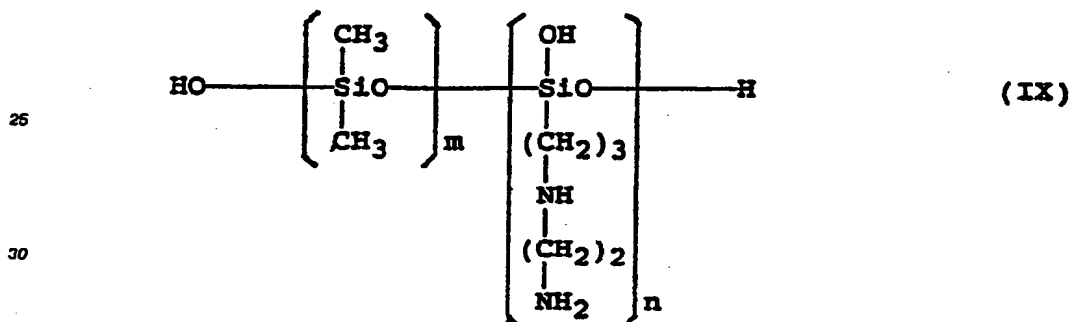 CH3 OH
HO SiO SiO H (IX)
25
CH3 m (CH2)3
NH
30 (CH2)2
NH2 n